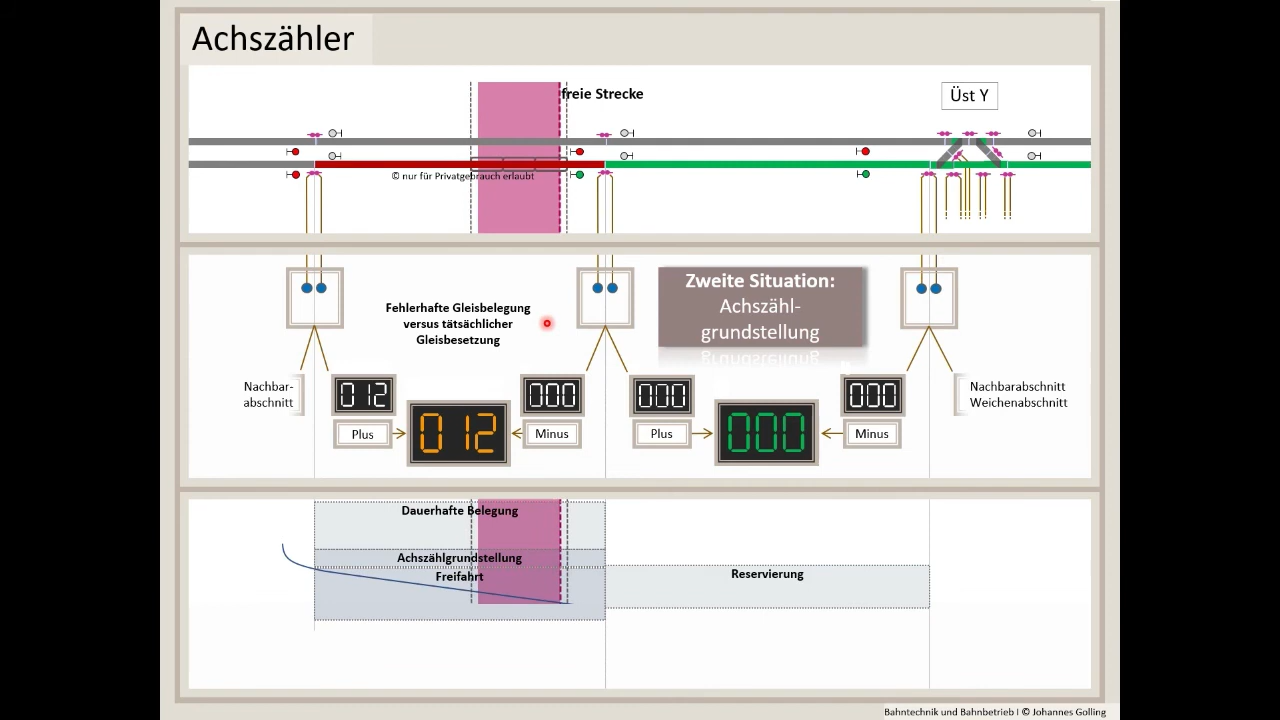 Achszähler
freie Strecke
Üst Y
© nur für Privatgebrauch erlaubt
Fehlerhafte Gleisbelegung
versus tätsächlicher
Gleisbesetzung
Zweite Situation:
Achszähl-
grundstellung
Nachbar-
abschnitt
012
000
000
000
Nachbarabschnitt
Weichenabschnitt
Plus
012
Minus
Plus
000
Minus
Dauerhafte Belegung
Achszählgrundstellung
Freifahrt
Reservierung
Bahntechnik und Bahnbetrieb I © Johannes Golling